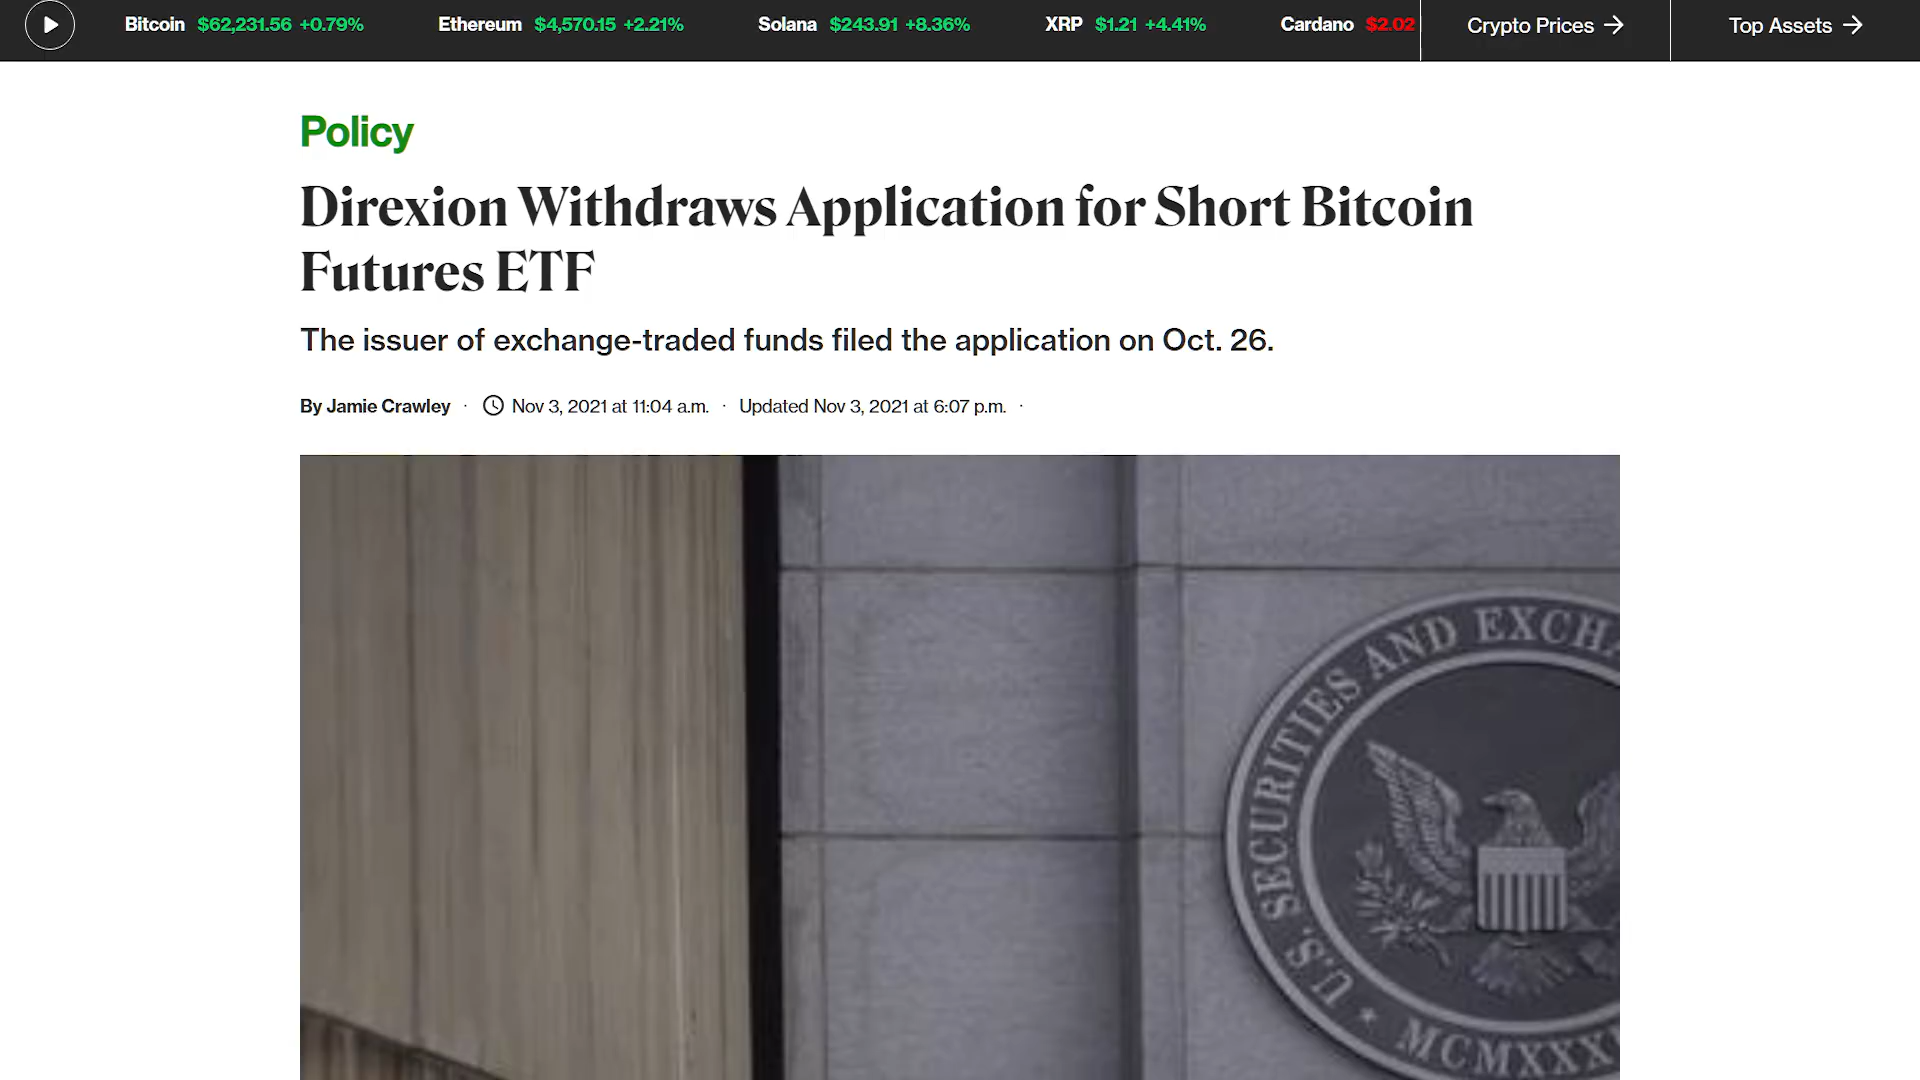 Bitcoin $62,231.56 +0.79% Ethereum $4,570.15 +2.21% Solana $243.91 +8.36% XRP $1.21 +4.41% Cardano $2.02 Crypto Prices → Top Assets →
Policy
Direxion Withdraws Application for Short Bitcoin
Futures ETF
The issuer of exchange-traded funds filed the application on Oct. 26.
By Jamie Crawley · Nov 3, 2021 at 11:04 a.m. · Updated Nov 3, 2021 at 6:07 p.m. ·
U.S. SECURITIES AND EXCHA
MCMXXX